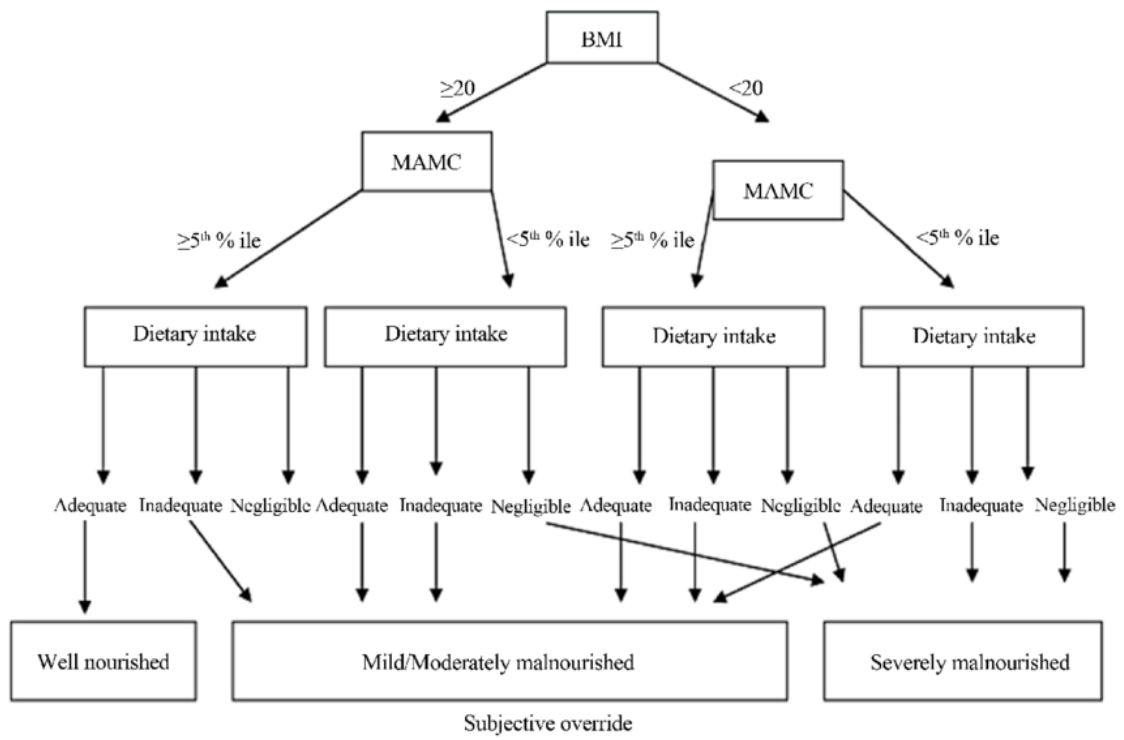 BMI
≥20
<20
MAMC
MAMC
≥5th % ile
<5th % ile
≥5th % ile
<5th % ile
Dietary intake
Dietary intake
Dietary intake
Dietary intake
Adequate
Inadequate
Negligible
Adequate
Inadequate
Negligible
Adequate
Inadequate
Negligible
Adequate
Inadequate
Negligible
Well nourished
Mild/Moderately malnourished
Severely malnourished
Subjective override